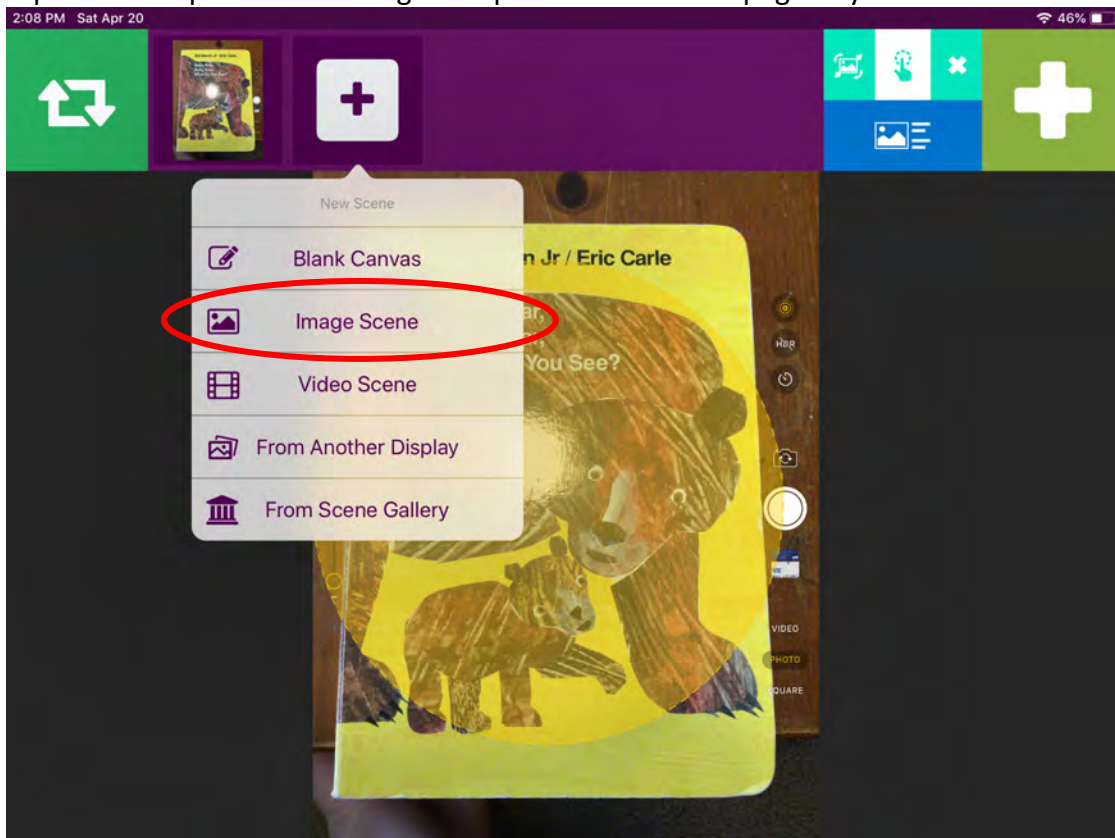 2:08 PM Sat Apr 20
46%
New Scene
Blank Canvas
n Jr / Eric Carle
Image Scene
You See?
HDR
Video Scene
From Another Display
From Scene Gallery
VIDEO
PHOTO
SQUARE